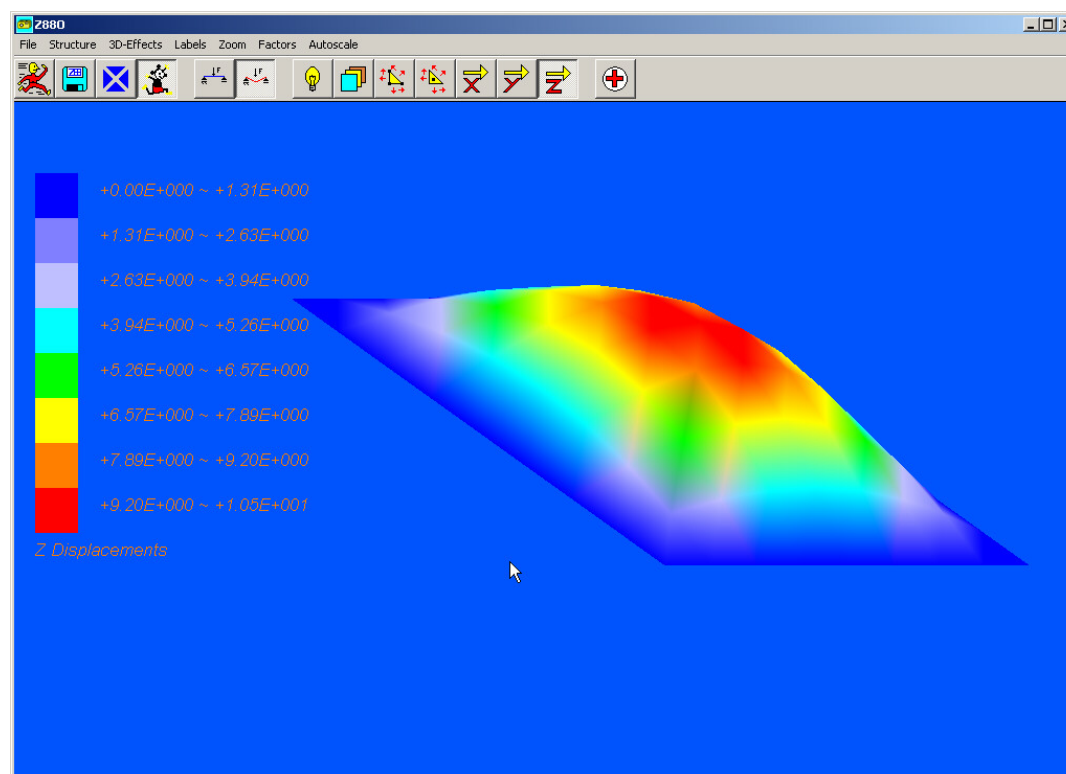 Z88O
File Structure 3D-Effects Labels Zoom Factors Autoscale
+0.00E+000 ~ +1.31E+000
+1.31E+000 ~ +2.63E+000
+2.63E+000 ~ +3.94E+000
+3.94E+000 ~ +5.26E+000
+5.26E+000 ~ +6.57E+000
+6.57E+000 ~ +7.89E+000
+7.89E+000 ~ +9.20E+000
+9.20E+000 ~ +1.05E+001
Z Displacements